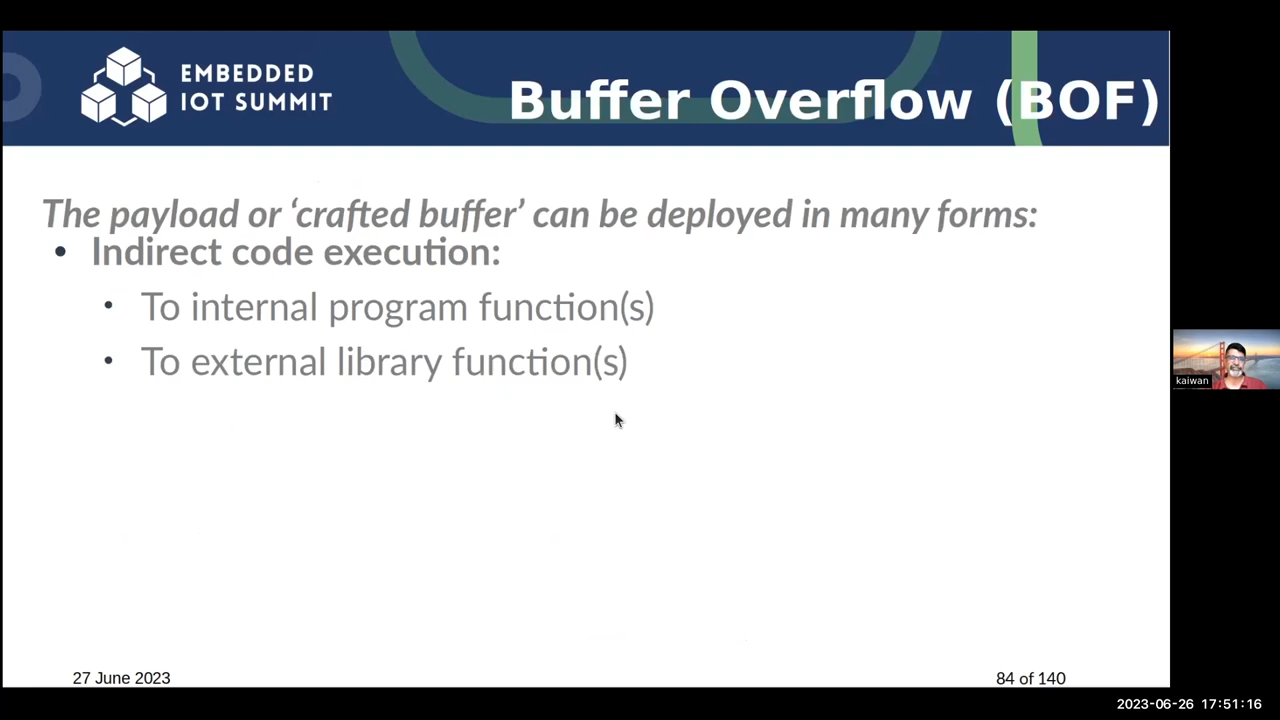 EMBEDDED
IOT SUMMIT
Buffer Overflow (BOF)
The payload or ‘crafted buffer’ can be deployed in many forms:
• Indirect code execution:
• To internal program function(s)
• To external library function(s)
kaiwan
27 June 2023
84 of 140
2023-06-26 17:51:16